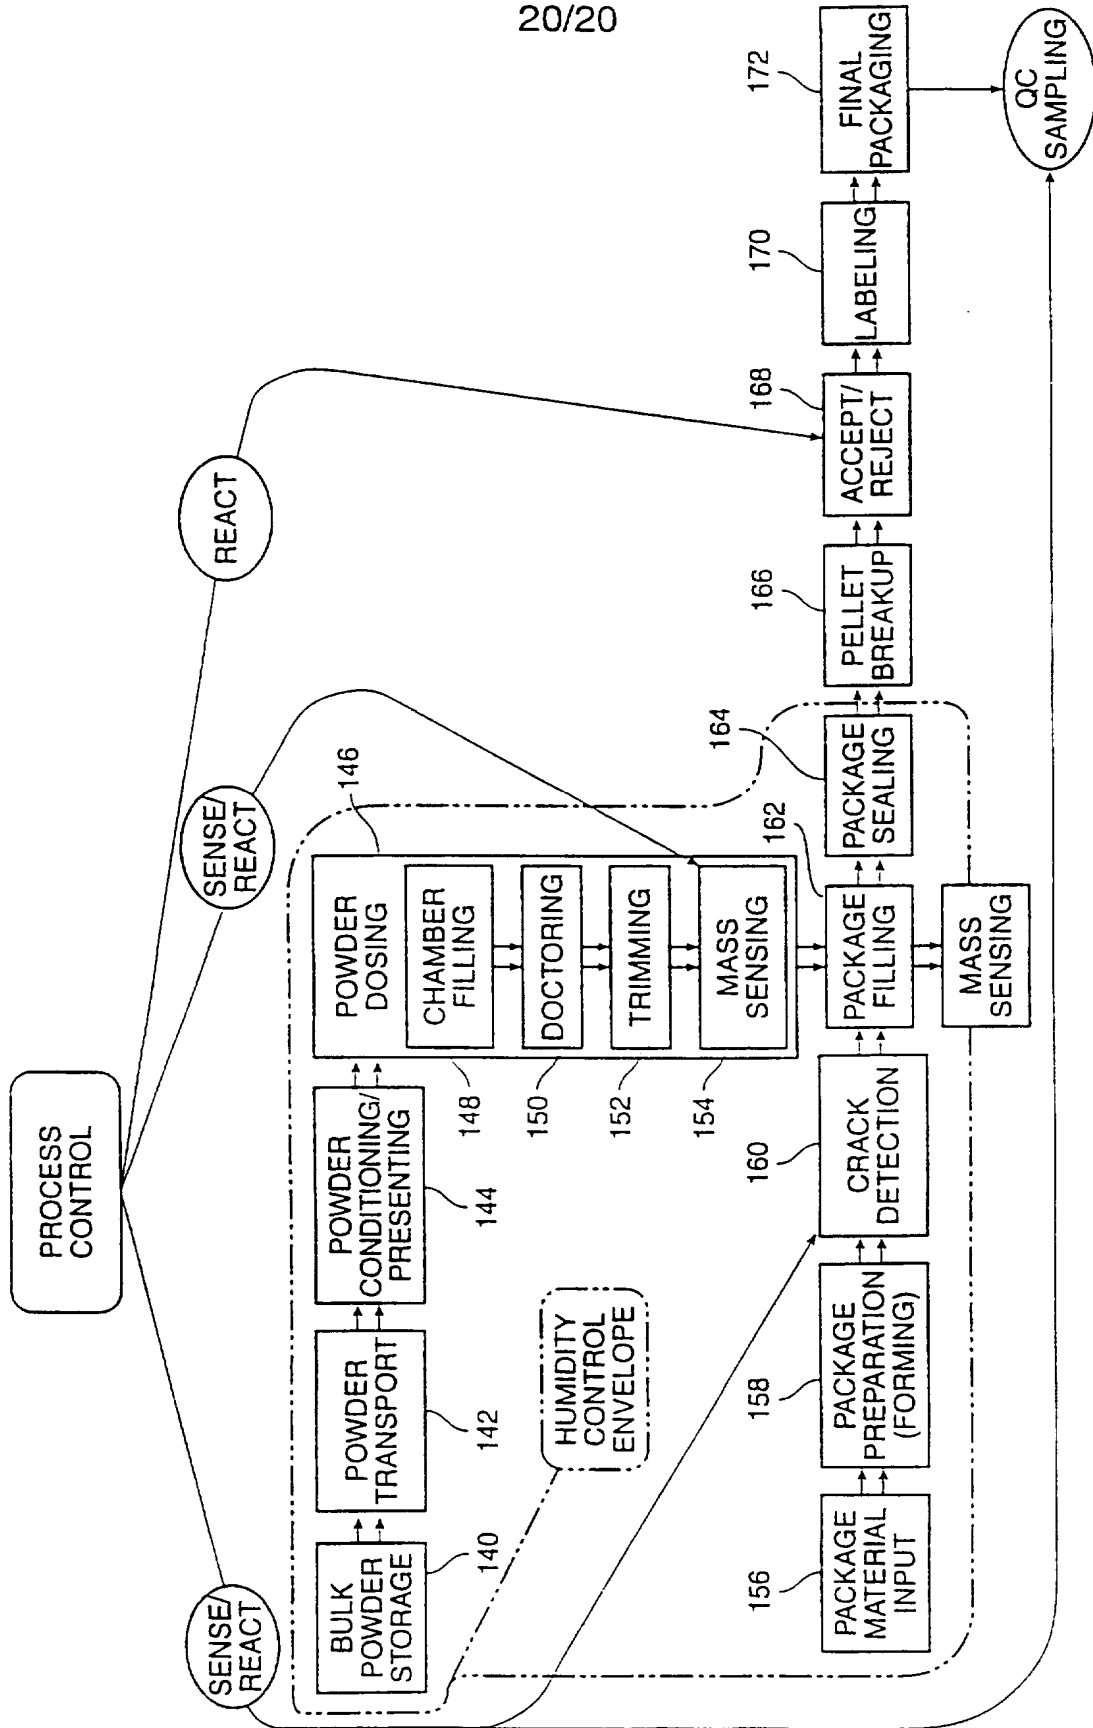 20/20
PROCESS
CONTROL
SENSE/
REACT
SENSE/
REACT
REACT
BULK
POWDER
STORAGE
140
POWDER
TRANSPORT
142
POWDER
CONDITIONING/
PRESENTING
144
POWDER
DOSING
146
CHAMBER
FILLING
148
DOCTORING
150
TRIMMING
152
MASS
SENSING
154
HUMIDITY
CONTROL
ENVELOPE
PACKAGE
MATERIAL
INPUT
156
PACKAGE
PREPARATION
(FORMING)
158
CRACK
DETECTION
160
PACKAGE
FILLING
162
MASS
SENSING
PACKAGE
SEALING
164
PELLET
BREAKUP
166
ACCEPT/
REJECT
168
LABELING
170
FINAL
PACKAGING
172
QC
SAMPLING